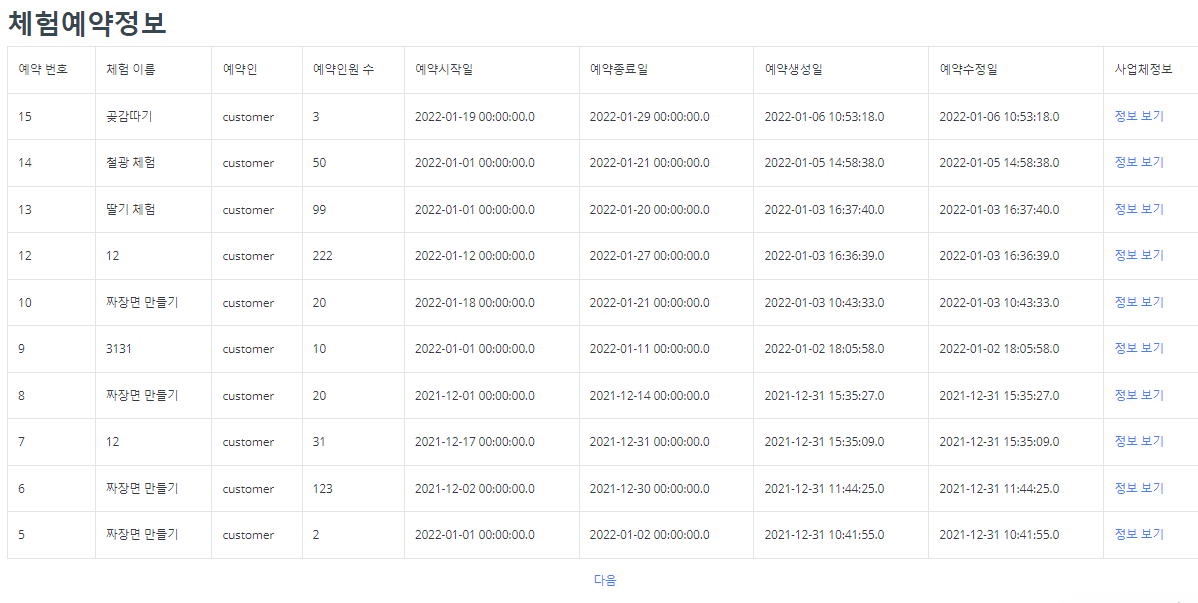 체험예약정보
예약 번호 체험 이름 예약인 예약인원 수 예약시작일 예약종료일 예약생성일 예약수정일 사업체정보
15 곶감따기 customer 3 2022-01-19 00:00:00.0 2022-01-29 00:00:00.0 2022-01-06 10:53:18.0 2022-01-06 10:53:18.0 정보 보기
14 철광 체험 customer 50 2022-01-01 00:00:00.0 2022-01-21 00:00:00.0 2022-01-05 14:58:38.0 2022-01-05 14:58:38.0 정보 보기
13 딸기 체험 customer 99 2022-01-01 00:00:00.0 2022-01-20 00:00:00.0 2022-01-03 16:37:40.0 2022-01-03 16:37:40.0 정보 보기
12 12 customer 222 2022-01-12 00:00:00.0 2022-01-27 00:00:00.0 2022-01-03 16:36:39.0 2022-01-03 16:36:39.0 정보 보기
10 짜장면 만들기 customer 20 2022-01-18 00:00:00.0 2022-01-21 00:00:00.0 2022-01-03 10:43:33.0 2022-01-03 10:43:33.0 정보 보기
9 3131 customer 10 2022-01-01 00:00:00.0 2022-01-11 00:00:00.0 2022-01-02 18:05:58.0 2022-01-02 18:05:58.0 정보 보기
8 짜장면 만들기 customer 20 2021-12-01 00:00:00.0 2021-12-14 00:00:00.0 2021-12-31 15:35:27.0 2021-12-31 15:35:27.0 정보 보기
7 12 customer 31 2021-12-17 00:00:00.0 2021-12-31 00:00:00.0 2021-12-31 15:35:09.0 2021-12-31 15:35:09.0 정보 보기
6 짜장면 만들기 customer 123 2021-12-02 00:00:00.0 2021-12-30 00:00:00.0 2021-12-31 11:44:25.0 2021-12-31 11:44:25.0 정보 보기
5 짜장면 만들기 customer 2 2022-01-01 00:00:00.0 2022-01-02 00:00:00.0 2021-12-31 10:41:55.0 2021-12-31 10:41:55.0 정보 보기
다음